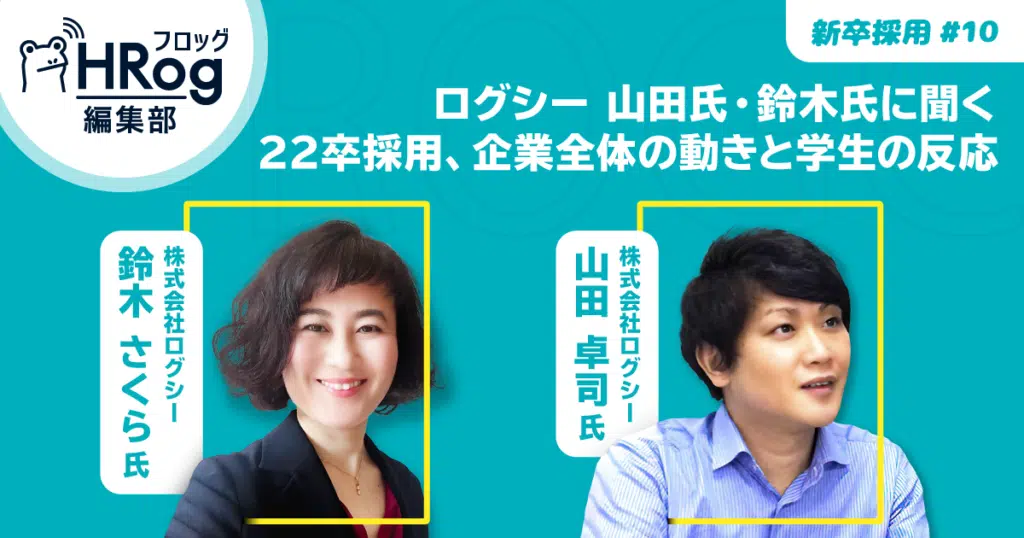 フロッグ
HRog
編集部
新卒採用 #10
ログシー 山田氏・鈴木氏に聞く
22卒採用、企業全体の動きと学生の反応
株式会社ログシー
鈴木 さくら 氏
株式会社ログシー
山田 卓司 氏